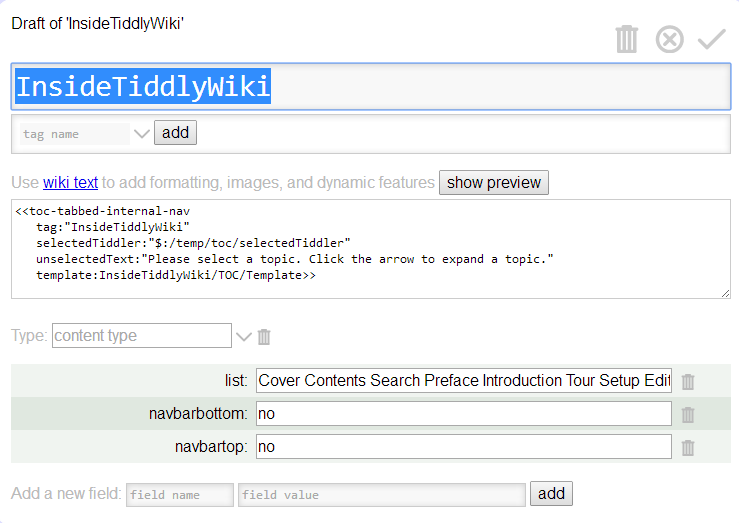 Draft of 'InsideTiddlyWiki'
InsideTiddlyWiki
tag name add
Use wiki text to add formatting, images, and dynamic features show preview
<<toc-tabbed-internal-nav
tag:"InsideTiddlyWiki"
selectedTiddler:"$:/temp/toc/selectedTiddler"
unselectedText:"Please select a topic. Click the arrow to expand a topic."
template:InsideTiddlyWiki/TOC/Template>>
Type: content type
list: Cover Contents Search Preface Introduction Tour Setup Edit
navbarbottom: no
navbartop: no
Add a new field: field name field value add